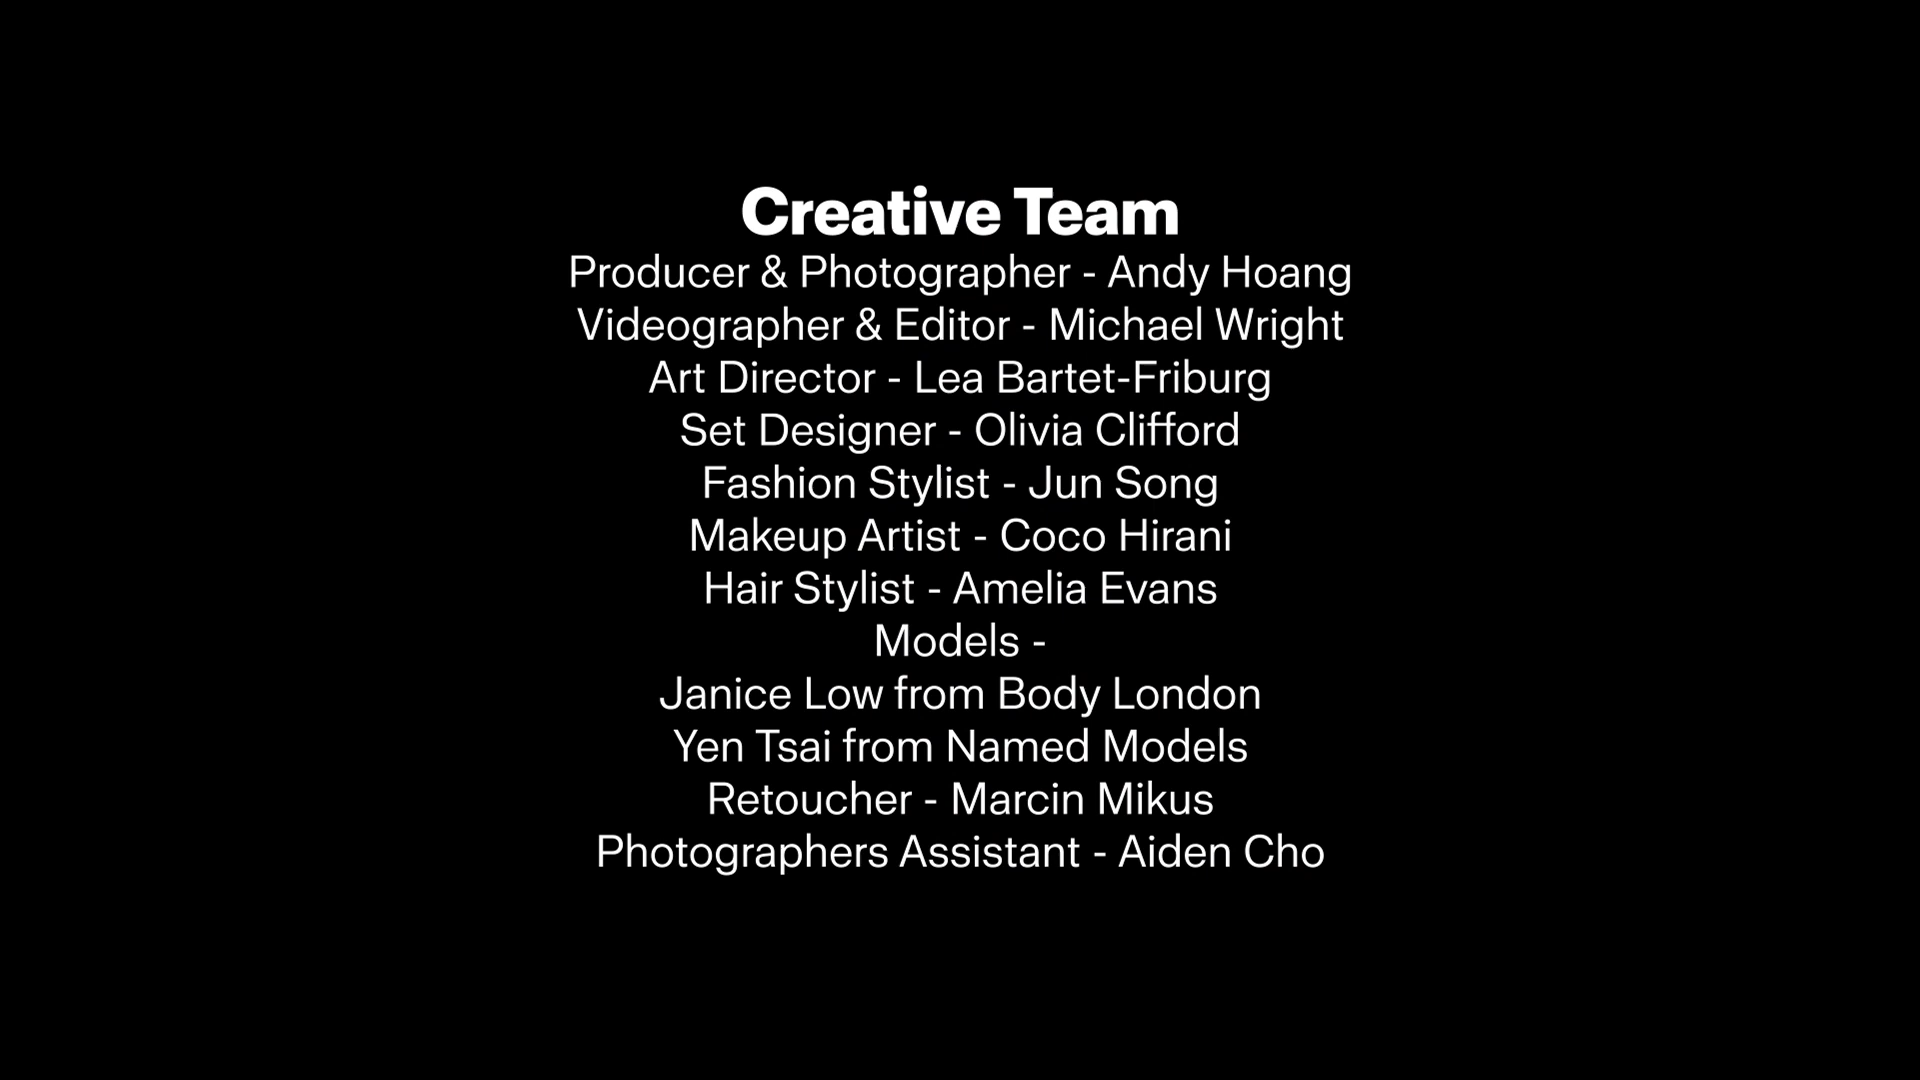 Creative Team
Producer & Photographer - Andy Hoang
Videographer & Editor - Michael Wright
Art Director - Lea Bartet-Friburg
Set Designer - Olivia Clifford
Fashion Stylist - Jun Song
Makeup Artist - Coco Hirani
Hair Stylist - Amelia Evans
Models -
Janice Low from Body London
Yen Tsai from Named Models
Retoucher - Marcin Mikus
Photographers Assistant - Aiden Cho